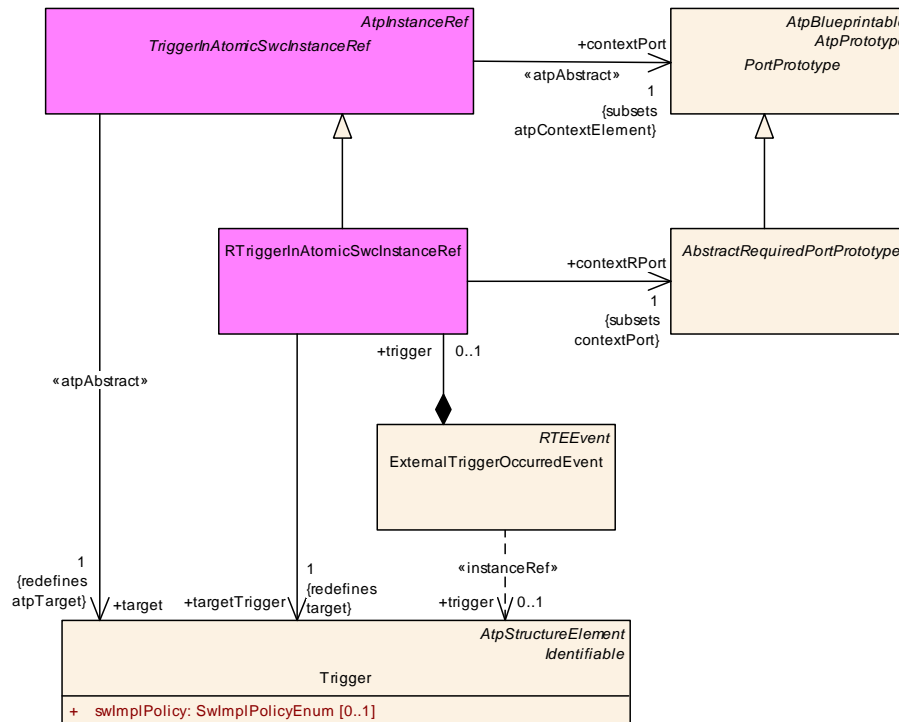 AtpInstanceRef
TriggerInAtomicSwcInstanceRef
+contextPort
«atpAbstract»
1
{subsets
atpContextElement}
AtpBlueprintable
AtpPrototype
PortPrototype
RTriggerInAtomicSwcInstanceRef
+contextRPort
1
{subsets
contextPort}
AbstractRequiredPortPrototype
+trigger
0..1
«atpAbstract»
RTEEvent
ExternalTriggerOccurredEvent
«instanceRef»
1
{redefines
atpTarget}
+target
+targetTrigger
1
{redefines
target}
+trigger
0..1
AtpStructureElement
Identifiable
Trigger
+ swImplPolicy: SwImplPolicyEnum [0..1]